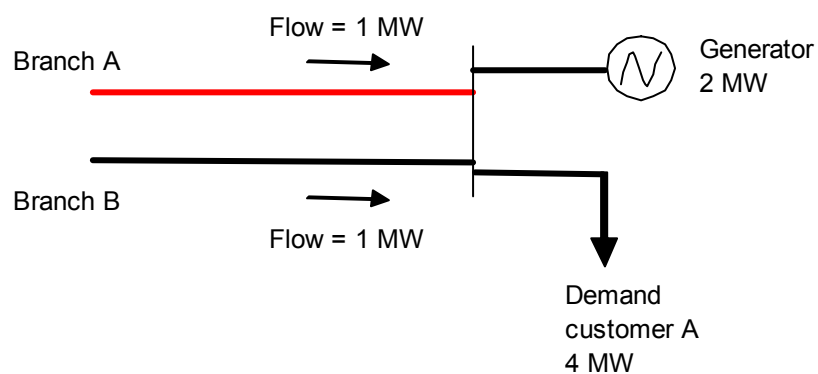 Flow = 1 MW
Branch A
Generator
2 MW
Branch B
Flow = 1 MW
Demand
customer A
4 MW